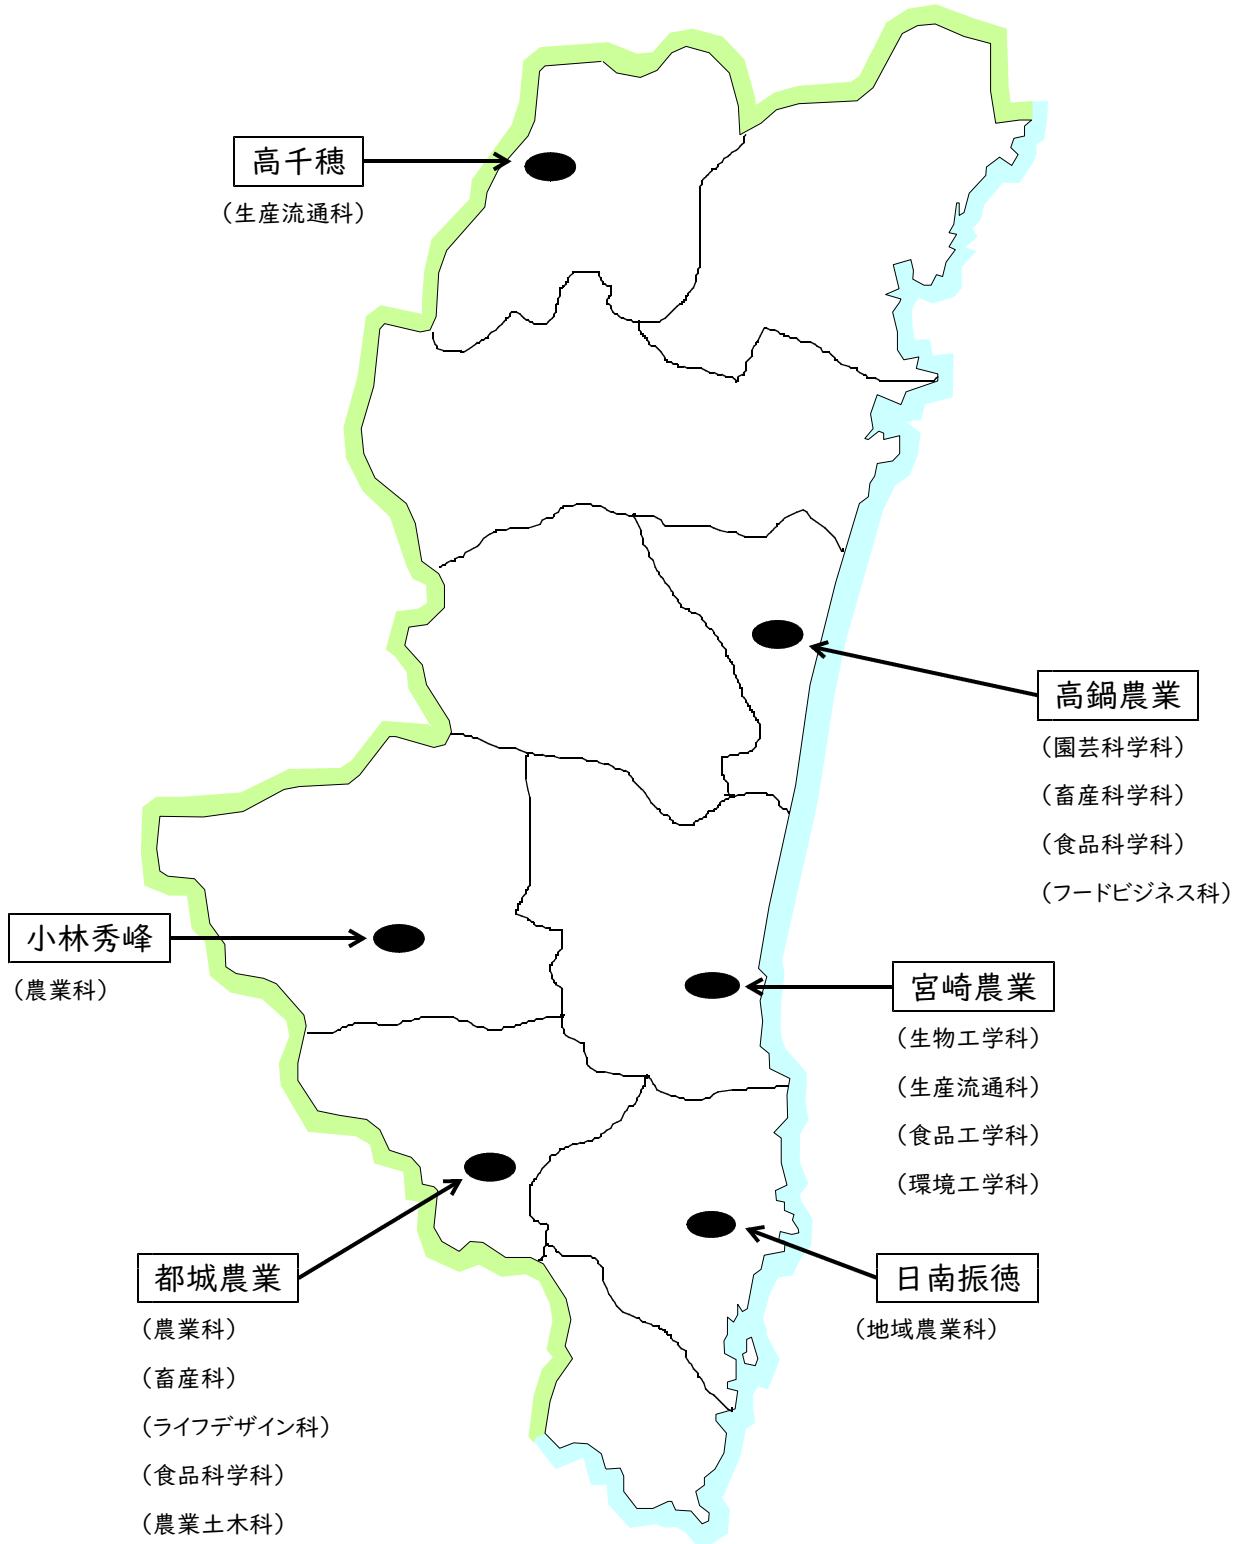 高千穂
（生産流通科）
高鍋農業
（園芸科学科）
（畜産科学科）
（食品科学科）
（フードビジネス科）
小林秀峰
（農業科）
宮崎農業
（生物工学科）
（生産流通科）
（食品工学科）
（環境工学科）
都城農業
（農業科）
（畜産科）
（ライフデザイン科）
（食品科学科）
（農業土木科）
日南振徳
（地域農業科）